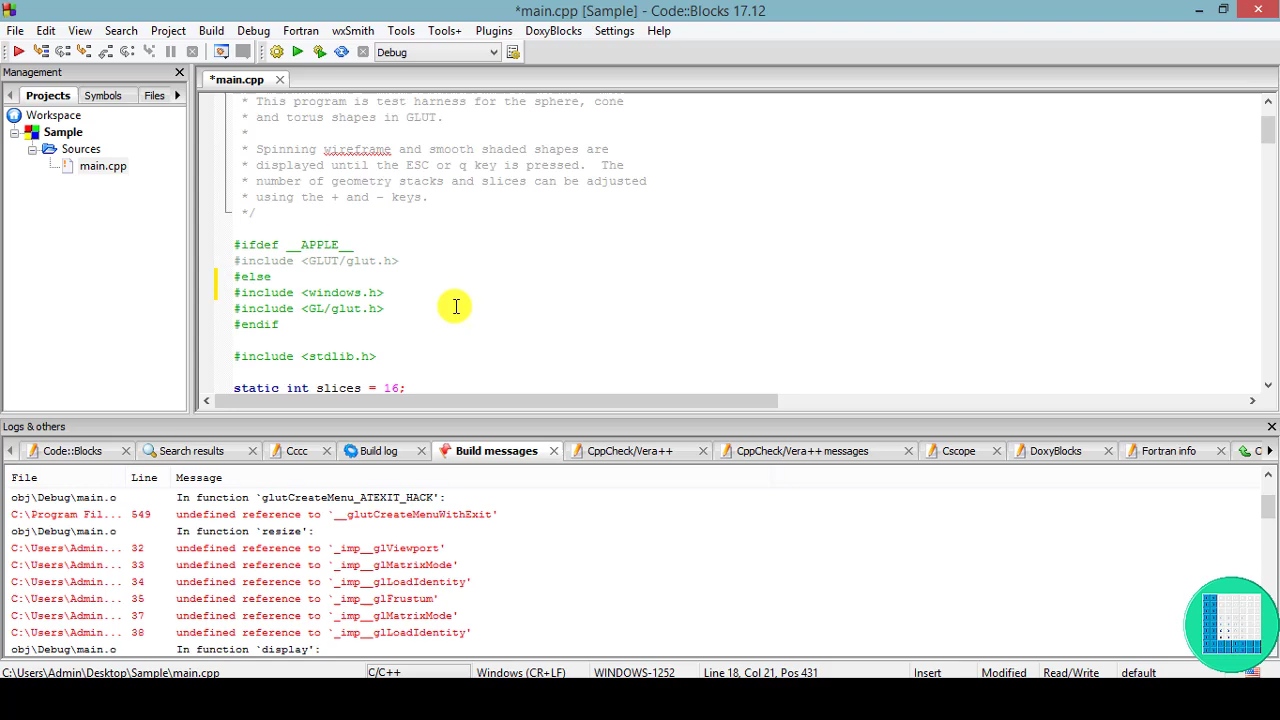 *main.cpp [Sample] - Code::Blocks 17.12
File Edit View Search Project Build Debug Fortran wxSmith Tools Tools+ Plugins DoxyBlocks Settings Help
Debug
Management
*main.cpp
Projects Symbols Files
Workspace
Sample
Sources
main.cpp
* This program is test harness for the sphere, cone
* and torus shapes in GLUT.
*
* Spinning wireframe and smooth shaded shapes are
* displayed until the ESC or q key is pressed. The
* number of geometry stacks and slices can be adjusted
* using the + and - keys.
*/
#ifdef __APPLE__
#include <GLUT/glut.h>
#else
#include <windows.h>
#include <GL/glut.h>
#endif
#include <stdlib.h>
static int slices = 16;
Logs & others
Code::Blocks Search results Cccc Build log Build messages CppCheck/Vera++ CppCheck/Vera++ messages Cscope DoxyBlocks Fortran info
File Line Message
obj\Debug\main.o In function `glutCreateMenu_ATEXIT_HACK':
C:\Program Fil... 549 undefined reference to `__glutCreateMenuWithExit'
obj\Debug\main.o In function `resize':
C:\Users\Admin... 32 undefined reference to `_imp__glViewport'
C:\Users\Admin... 33 undefined reference to `_imp__glMatrixMode'
C:\Users\Admin... 34 undefined reference to `_imp__glLoadIdentity'
C:\Users\Admin... 35 undefined reference to `_imp__glFrustum'
C:\Users\Admin... 37 undefined reference to `_imp__glMatrixMode'
C:\Users\Admin... 38 undefined reference to `_imp__glLoadIdentity'
obj\Debug\main.o In function `display':
C:\Users\Admin\Desktop\Sample\main.cpp C/C++ Windows (CR+LF) WINDOWS-1252 Line 18, Col 21, Pos 431 Insert Modified Read/Write default